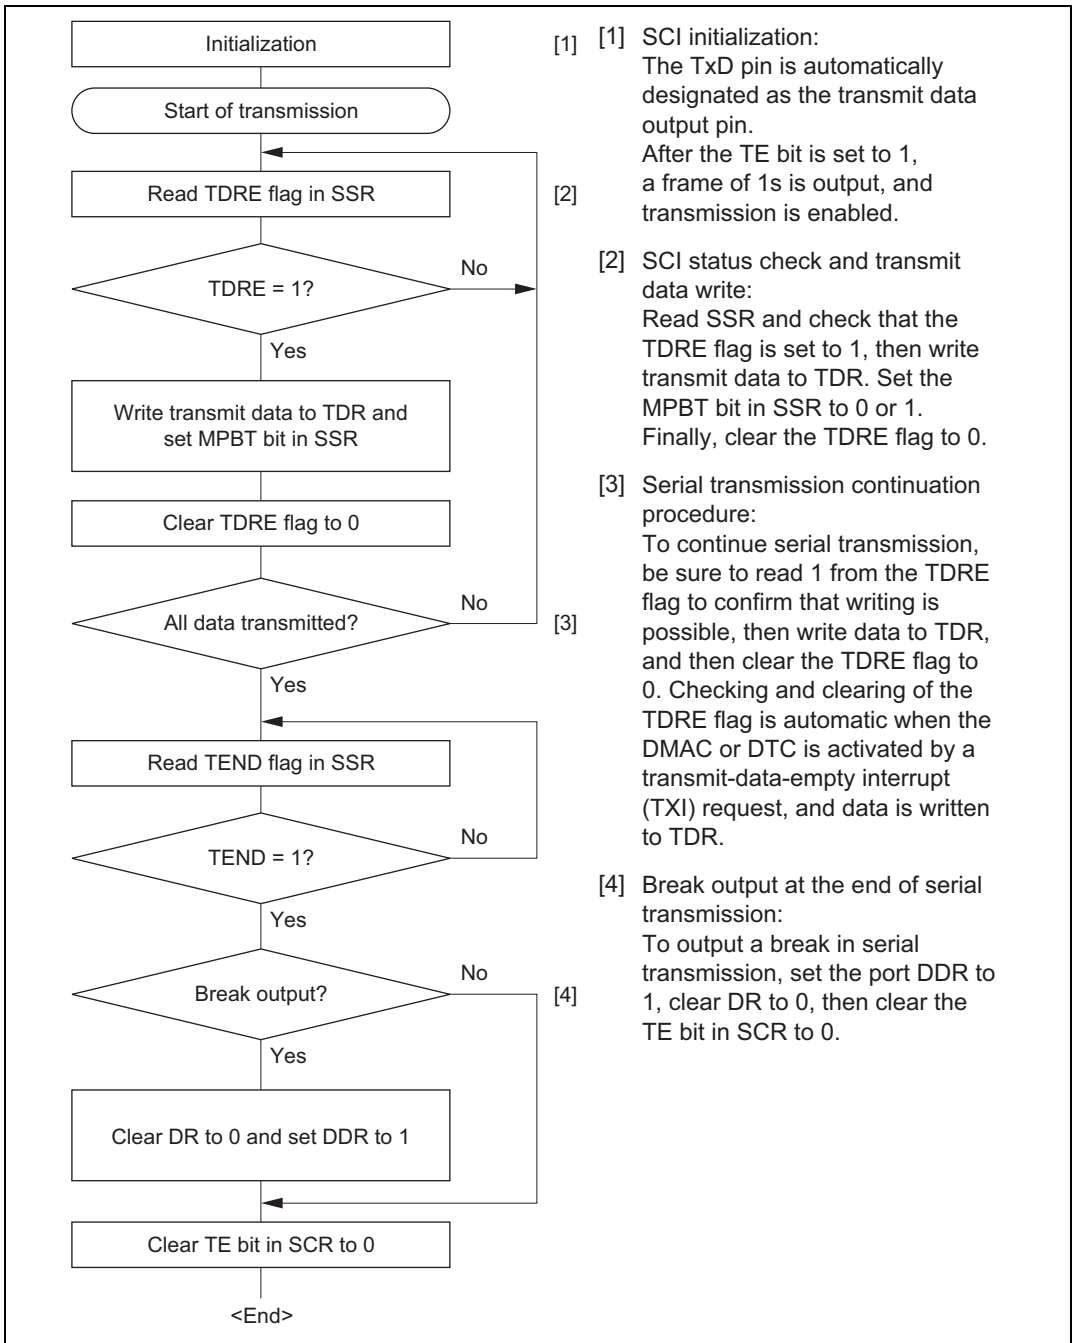 Initialization
[1]
Start of transmission
Read TDRE flag in SSR
[2]
TDRE = 1?
No
Yes
Write transmit data to TDR and
set MPBT bit in SSR
Clear TDRE flag to 0
All data transmitted?
No
[3]
Yes
Read TEND flag in SSR
TEND = 1?
No
Yes
Break output?
No
[4]
Yes
Clear DR to 0 and set DDR to 1
Clear TE bit in SCR to 0
<End>
[1] SCI initialization:
The TxD pin is automatically
designated as the transmit data
output pin.
After the TE bit is set to 1,
a frame of 1s is output, and
transmission is enabled.
[2] SCI status check and transmit
data write:
Read SSR and check that the
TDRE flag is set to 1, then write
transmit data to TDR. Set the
MPBT bit in SSR to 0 or 1.
Finally, clear the TDRE flag to 0.
[3] Serial transmission continuation
procedure:
To continue serial transmission,
be sure to read 1 from the TDRE
flag to confirm that writing is
possible, then write data to TDR,
and then clear the TDRE flag to
0. Checking and clearing of the
TDRE flag is automatic when the
DMAC or DTC is activated by a
transmit-data-empty interrupt
(TXI) request, and data is written
to TDR.
[4] Break output at the end of serial
transmission:
To output a break in serial
transmission, set the port DDR to
1, clear DR to 0, then clear the
TE bit in SCR to 0.